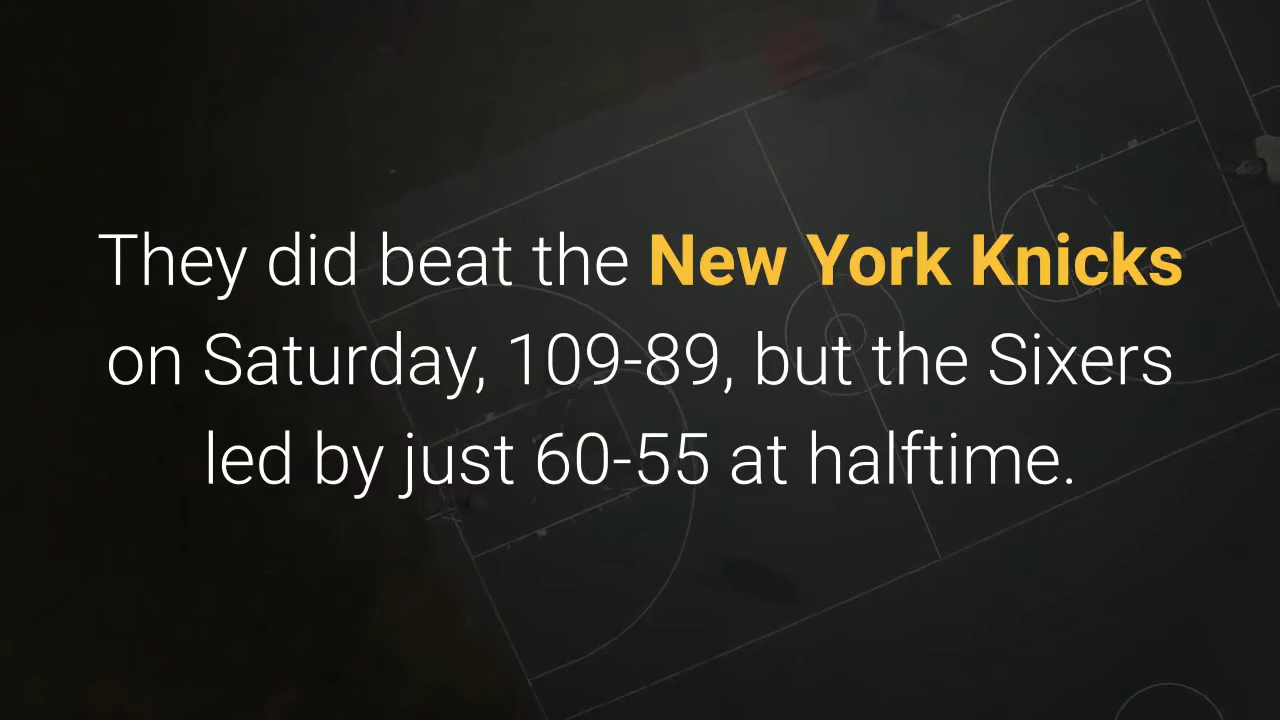 They did beat the New York Knicks
on Saturday, 109-89, but the Sixers
led by just 60-55 at halftime.